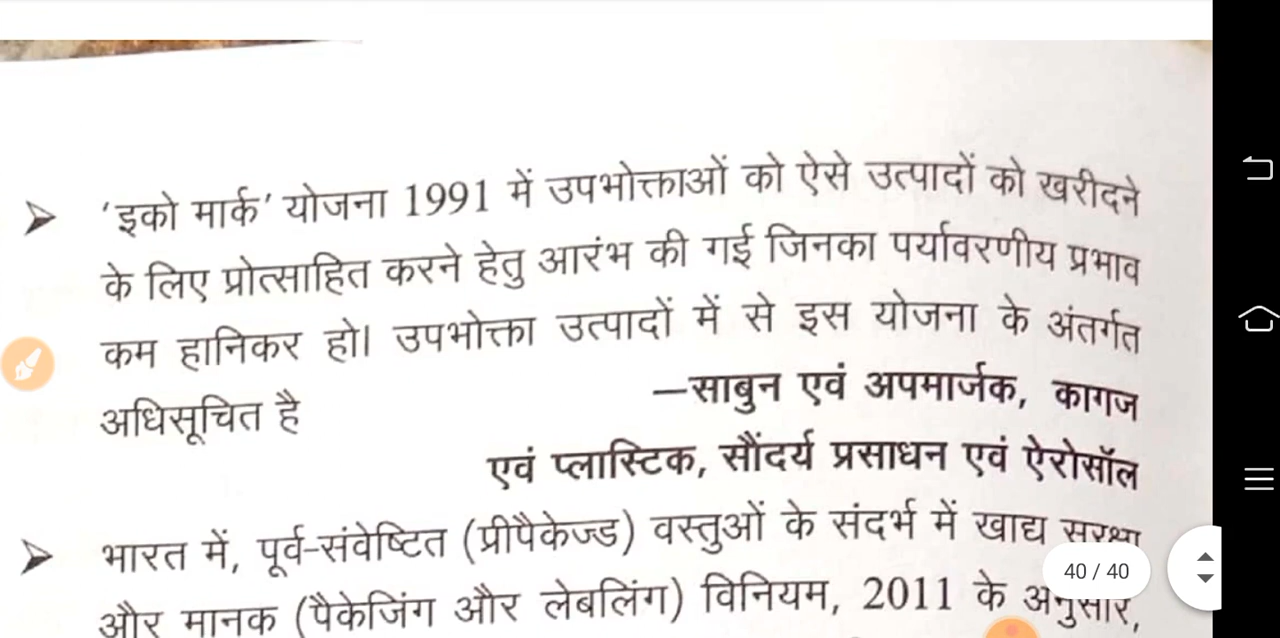 ➤ 'इको मार्क' योजना 1991 में उपभोक्ताओं को ऐसे उत्पादों को खरीदने
के लिए प्रोत्साहित करने हेतु आरंभ की गई जिनका पर्यावरणीय प्रभाव
कम हानिकर हो। उपभोक्ता उत्पादों में से इस योजना के अंतर्गत
अधिसूचित है —साबुन एवं अपमार्जक, कागज
एवं प्लास्टिक, सौंदर्य प्रसाधन एवं ऐरोसॉल
➤ भारत में, पूर्व-संवेष्टित (प्रीपैकेज्ड) वस्तुओं के संदर्भ में खाद्य सुरक्षा
40 / 40
और मानक (पैकेजिंग और लेबलिंग) विनियम, 2011 के अनुसार,